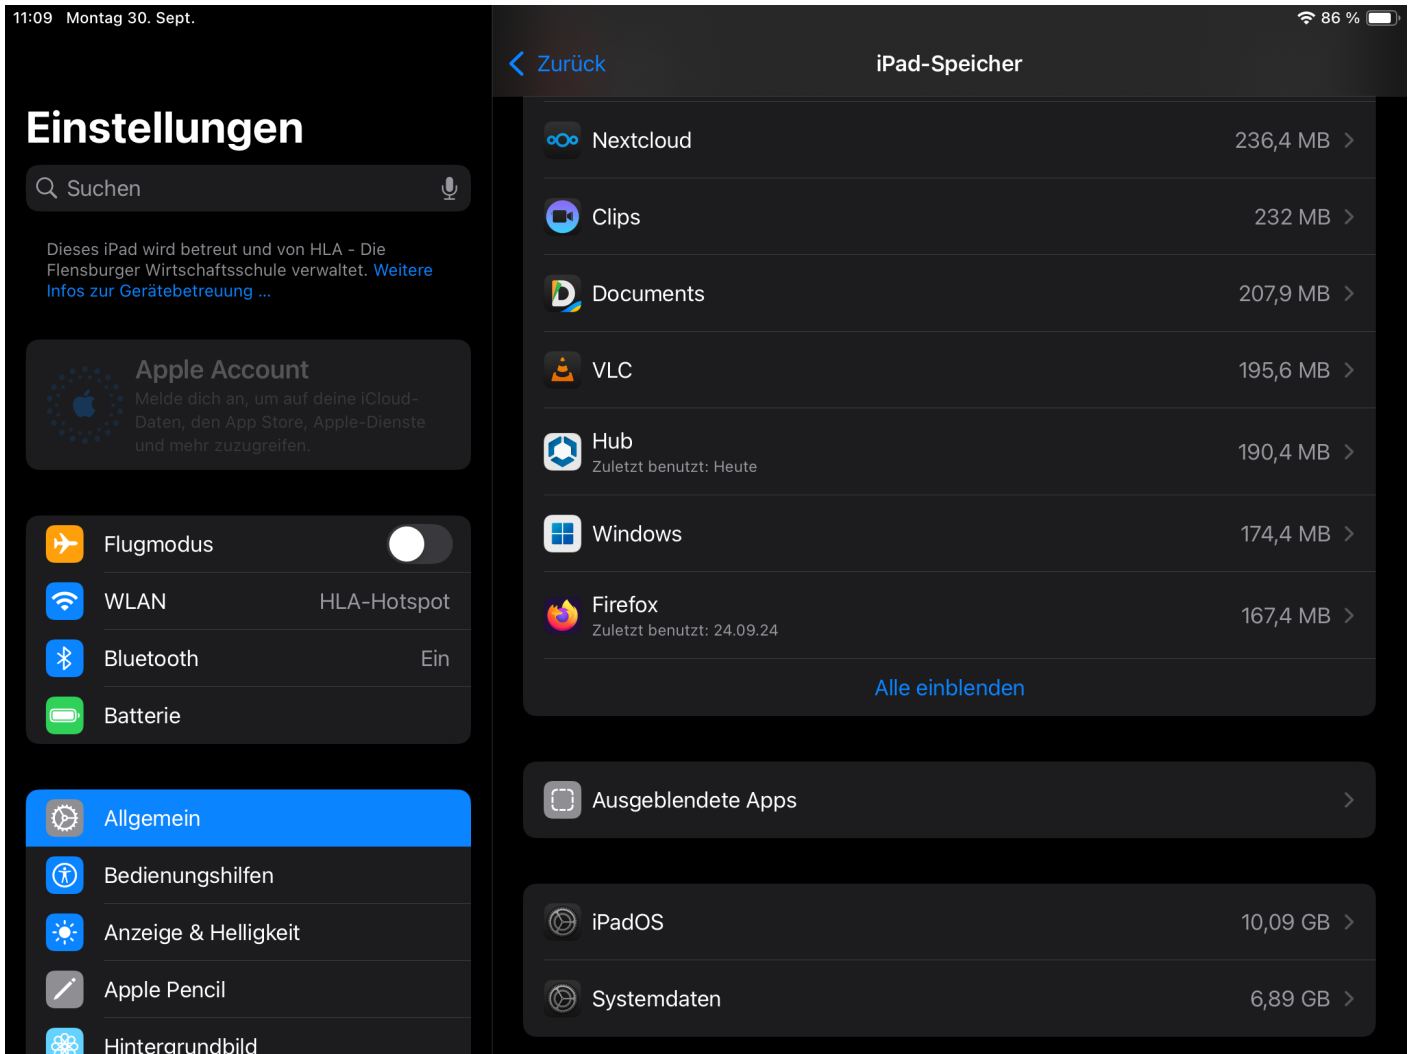 11:09 Montag 30. Sept.
86 %
Einstellungen
Suchen
Dieses iPad wird betreut und von HLA - Die
Flensburger Wirtschaftsschule verwaltet. Weitere
Infos zur Gerätebetreuung ...
Apple Account
Melde dich an, um auf deine iCloud-
Daten, den App Store, Apple-Dienste
und mehr zuzugreifen.
Flugmodus
WLAN HLA-Hotspot
Bluetooth Ein
Batterie
Allgemein
Bedienungshilfen
Anzeige & Helligkeit
Apple Pencil
Hintergrundbild
Zurück
iPad-Speicher
Nextcloud 236,4 MB
Clips 232 MB
Documents 207,9 MB
VLC 195,6 MB
Hub 190,4 MB
Zuletzt benutzt: Heute
Windows 174,4 MB
Firefox 167,4 MB
Zuletzt benutzt: 24.09.24
Alle einblenden
Ausgeblendete Apps
iPadOS 10,09 GB
Systemdaten 6,89 GB